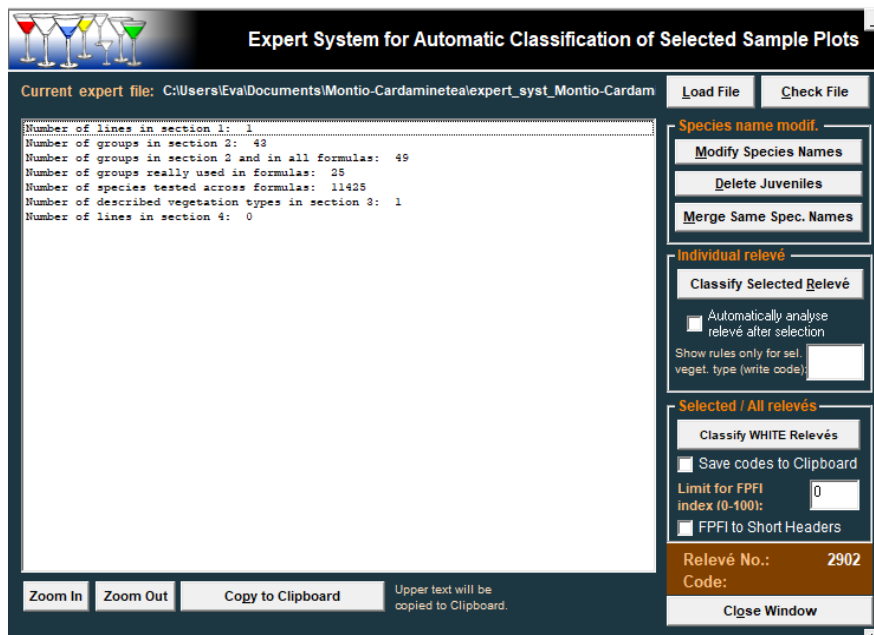 Expert System for Automatic Classification of Selected Sample Plots
Current expert file: C:\Users\Eva\Documents\Montio-Cardaminetea\expert_syst_Montio-Cardam
Load File
Check File
Number of lines in section 1: 1
Number of groups in section 2: 43
Number of groups in section 2 and in all formulas: 49
Number of groups really used in formulas: 25
Number of species tested across formulas: 11425
Number of described vegetation types in section 3: 1
Number of lines in section 4: 0
Species name modif.
Modify Species Names
Delete Juveniles
Merge Same Spec. Names
Individual relevé
Classify Selected Relevé
Automatically analyse
relevé after selection
Show rules only for sel.
veget. type (write code):
Selected / All relevés
Classify WHITE Relevés
Save codes to Clipboard
Limit for FPFI
index (0-100):
0
FPFI to Short Headers
Relevé No.: 2902
Code:
Zoom In
Zoom Out
Copy to Clipboard
Upper text will be
copied to Clipboard.
Close Window